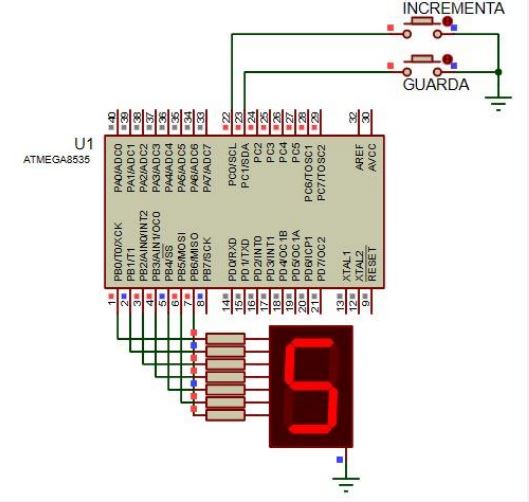 INCREMENTA
GUARDA
40 39 38 37 36 35 34 33 22 23 24 25 26 27 28 29 32 30
U1
ATMEGA8535
PA0/ADC0
PA1/ADC1
PA2/ADC2
PA3/ADC3
PA4/ADC4
PA5/ADC5
PA6/ADC6
PA7/ADC7
PC0/SCL
PC1/SDA
PC2
PC3
PC4
PC5
PC6/TOSC1
PC7/TOSC2
AREF
AVCC
PB0/T0/XCK
PB1/T1
PB2/AIN0/INT2
PB3/AIN1/OC0
PB4/SS
PB5/MOSI
PB6/MISO
PB7/SCK
PD0/RXD
PD1/TXD
PD2/INT0
PD3/INT1
PD4/OC1B
PD5/OC1A
PD6/ICP1
PD7/OC2
XTAL1
XTAL2
RESET
1 2 3 4 5 6 7 8 14 15 16 17 18 19 20 21 13 12 9
5